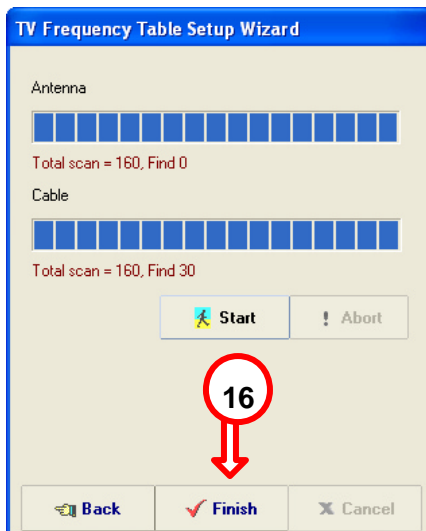 TV Frequency Table Setup Wizard
Antenna
Total scan = 160, Find 0
Cable
Total scan = 160, Find 30
Start ! Abort
16
Back Finish X Cancel